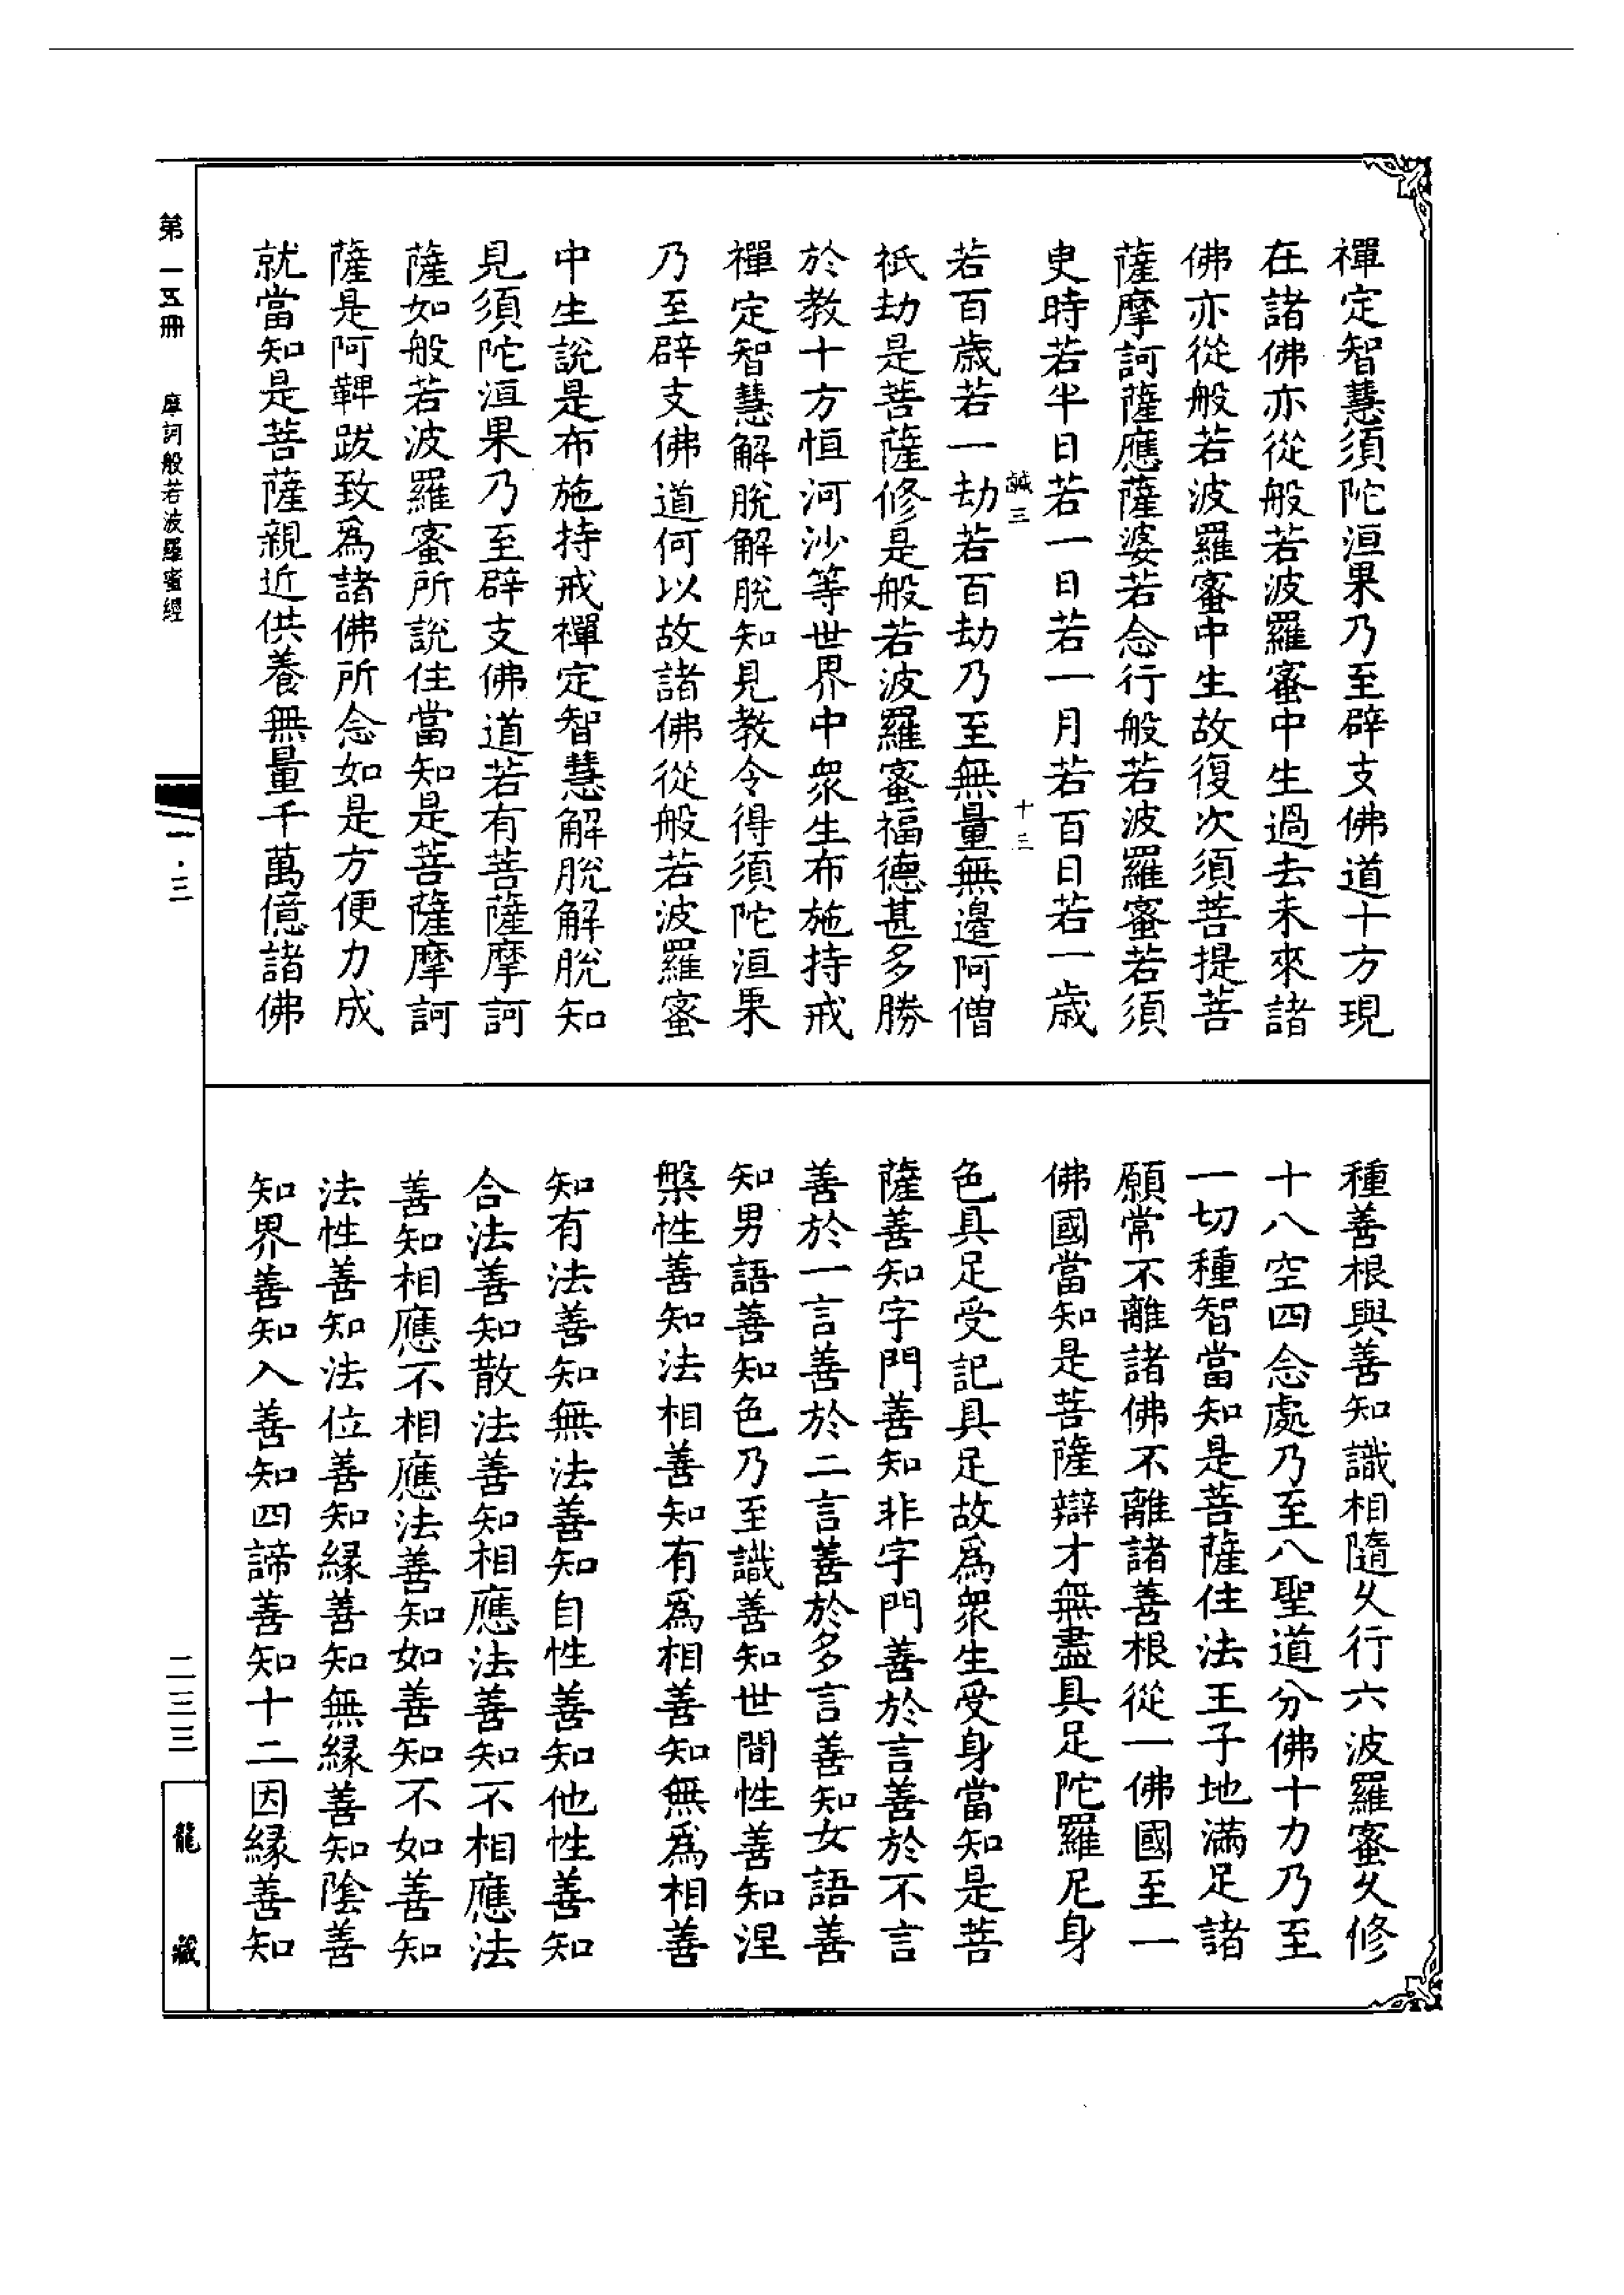 禪定智慧須陀洹果乃至辟支佛道十方現
在諸佛亦從般若波羅蜜中生過去未來諸
佛亦從般若波羅蜜中生故復次須菩提菩
薩摩訶薩應薩婆若念行般若波羅蜜若須
臾時若半日若一日若一月若百日若一歲
鹹三 十三
若百歲若一劫若百劫乃至無量無邊阿僧
祇劫是菩薩修是般若波羅蜜福德甚多勝
於教十方恒河沙等世界中衆生布施持戒
禪定智慧解脫解脫知見教令得須陀洹果
乃至辟支佛道何以故諸佛從般若波羅蜜
中生說是布施持戒禪定智慧解脫解脫知
見須陀洹果乃至辟支佛道若有菩薩摩訶
薩如般若波羅蜜所說住當知是菩薩摩訶
薩是阿鞞跋致爲諸佛所念如是方便力成
就當知是菩薩親近供養無量千萬億諸佛
種善根與善知識相隨久行六波羅蜜久修
十八空四念處乃至八聖道分佛十力乃至
一切種智當知是菩薩住法王子地滿足諸
願常不離諸佛不離諸善根從一佛國至一
佛國當知是菩薩辯才無盡具足陀羅尼身
色具足受記具足故爲衆生受身當知是菩
薩善知字門善知非字門善於言善於不言
善於一言善於二言善於多言善知女語善
知男語善知色乃至識善知世間性善知涅
槃性善知法相善知有爲相善知無爲相善
知有法善知無法善知自性善知他性善知
合法善知散法善知相應法善知不相應法
善知相應不相應法善知如善知不如善知
法性善知法位善知緣善知無緣善知陰善
知界善知入善知四諦善知十二因緣善知
第一五冊 摩訶般若波羅蜜經
一·三
二三三
龍藏